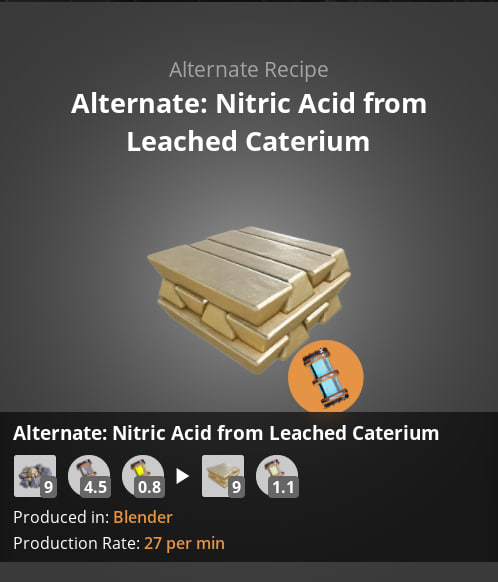 Alternate Recipe
Alternate: Nitric Acid from
Leached Caterium
Alternate: Nitric Acid from Leached Caterium
9 4.5 0.8 9 1.1
Produced in: Blender
Production Rate: 27 per min